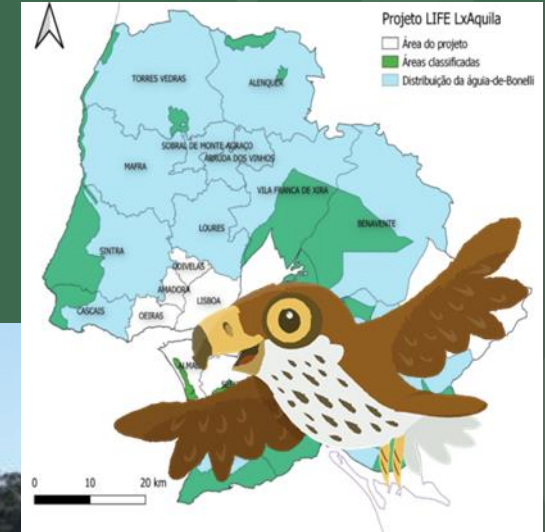 Projeto LIFE LxAquila
Área do projeto
Áreas classificadas
Distribuição da águia-de-Bonelli
TORRES VEDRAS
ALENQUER
SOBRAL DE MONTE AGRAÇO
ARRUDA DOS VINHOS
MAFRA
VILA FRANCA DE XIRA
LOURES
BENAVENTE
SINTRA
ODIVELAS
AMADORA
LISBOA
CASCAIS
OEIRAS
0 10 20 km